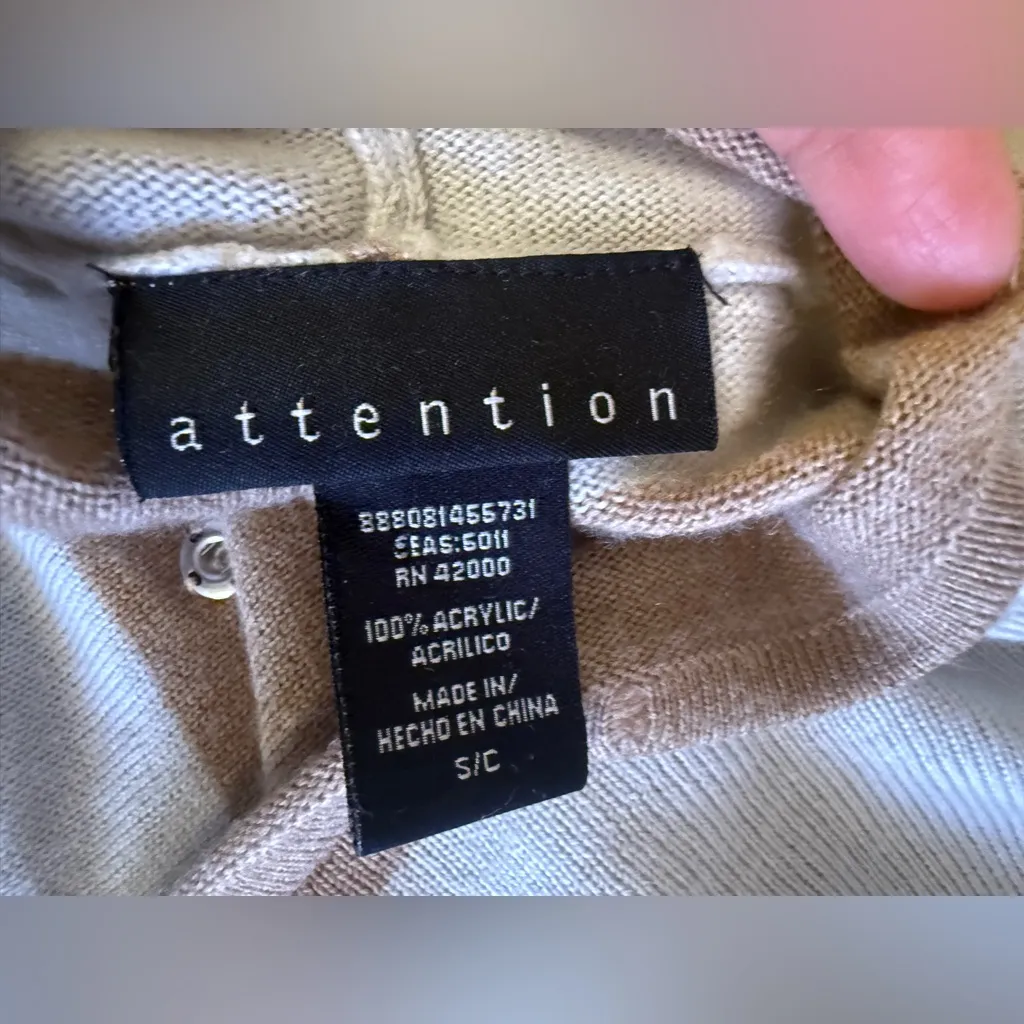 attention
888081455731
SEAS:6011
RN 42000
100% ACRYLIC/
ACRILICO
MADE IN/
HECHO EN CHINA
S/C